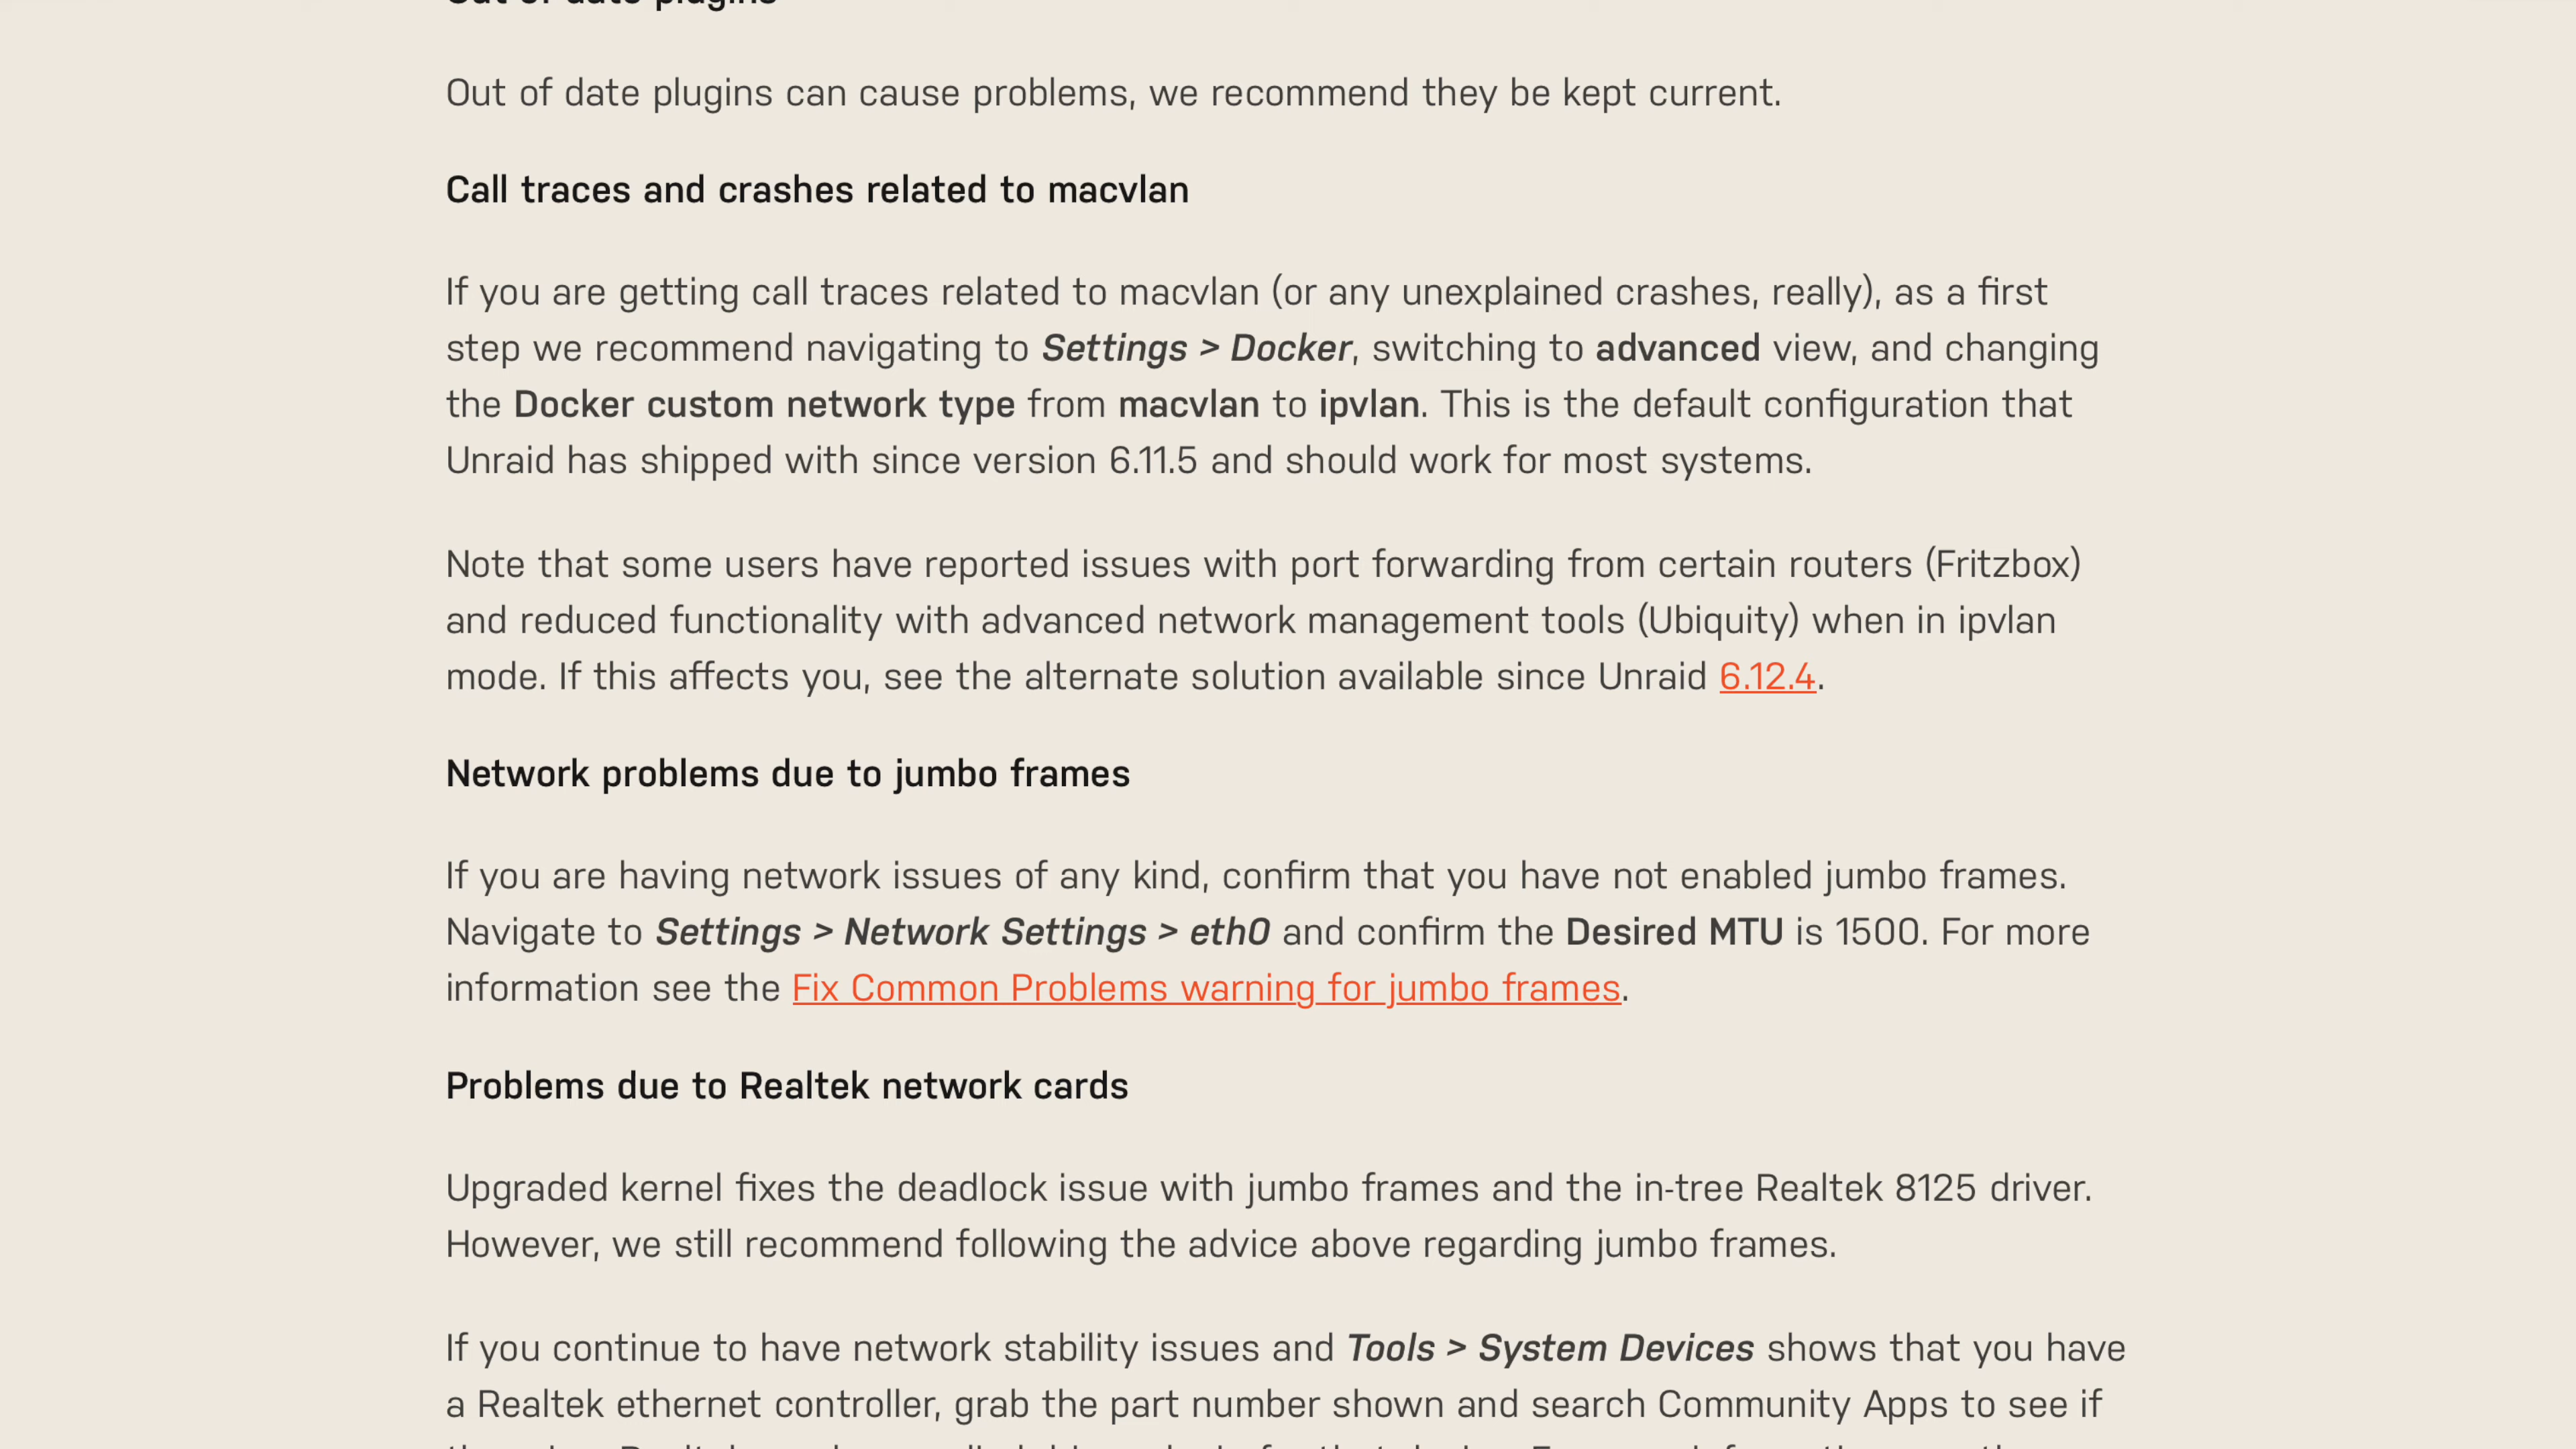 Out of date plugins
Out of date plugins can cause problems, we recommend they be kept current.
Call traces and crashes related to macvlan
If you are getting call traces related to macvlan (or any unexplained crashes, really), as a first
step we recommend navigating to Settings > Docker, switching to advanced view, and changing
the Docker custom network type from macvlan to ipvlan. This is the default configuration that
Unraid has shipped with since version 6.11.5 and should work for most systems.
Note that some users have reported issues with port forwarding from certain routers (Fritzbox)
and reduced functionality with advanced network management tools (Ubiquity) when in ipvlan
mode. If this affects you, see the alternate solution available since Unraid 6.12.4.
Network problems due to jumbo frames
If you are having network issues of any kind, confirm that you have not enabled jumbo frames.
Navigate to Settings > Network Settings > eth0 and confirm the Desired MTU is 1500. For more
information see the Fix Common Problems warning for jumbo frames.
Problems due to Realtek network cards
Upgraded kernel fixes the deadlock issue with jumbo frames and the in-tree Realtek 8125 driver.
However, we still recommend following the advice above regarding jumbo frames.
If you continue to have network stability issues and Tools > System Devices shows that you have
a Realtek ethernet controller, grab the part number shown and search Community Apps to see if